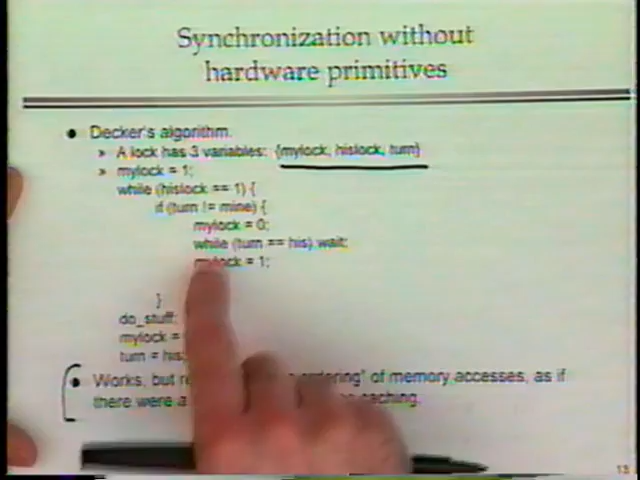 Synchronization without
hardware primitives
Decker's algorithm.
» A lock has 3 variables: {mylock, hislock, turn}
» mylock = 1;
while (hislock == 1) {
if (turn != mine) {
mylock = 0;
while (turn == his) wait;
mylock = 1;
}
do_stuff;
mylock =
turn = his
Works, but of memory accesses, as if
there were a caching.
13